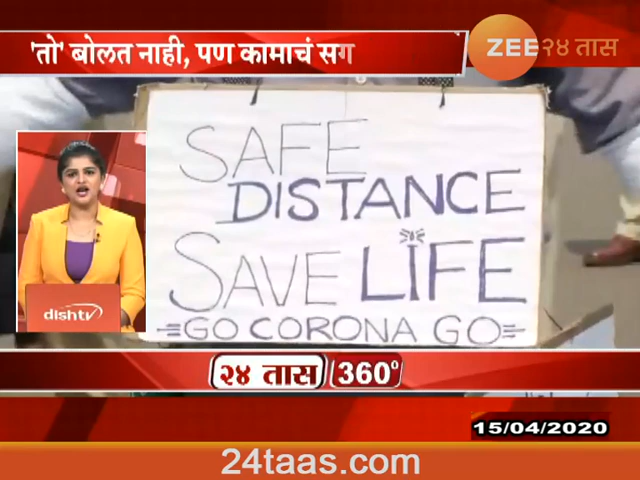 'तो' बोलत नाही, पण कामाचं सग
ZEE २४ तास
SAFE
DISTANCE
SAVE LIFE
=GO CORONA GO=
dishtv
२४ तास 360°
15/04/2020
24taas.com